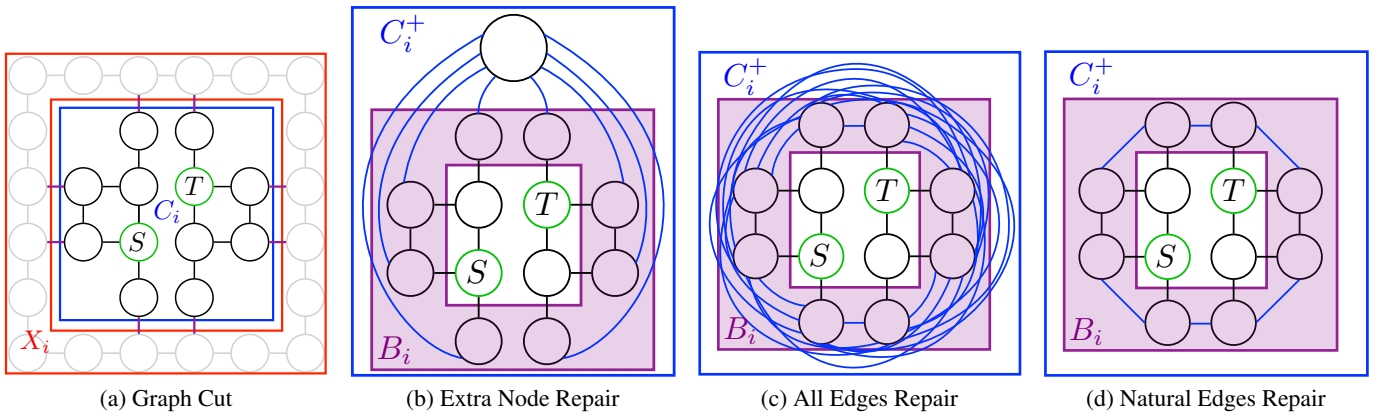 T
C_i
S
X_i
(a) Graph Cut
C_i^+
T
S
B_i
(b) Extra Node Repair
C_i^+
T
S
B_i
(c) All Edges Repair
C_i^+
T
S
B_i
(d) Natural Edges Repair